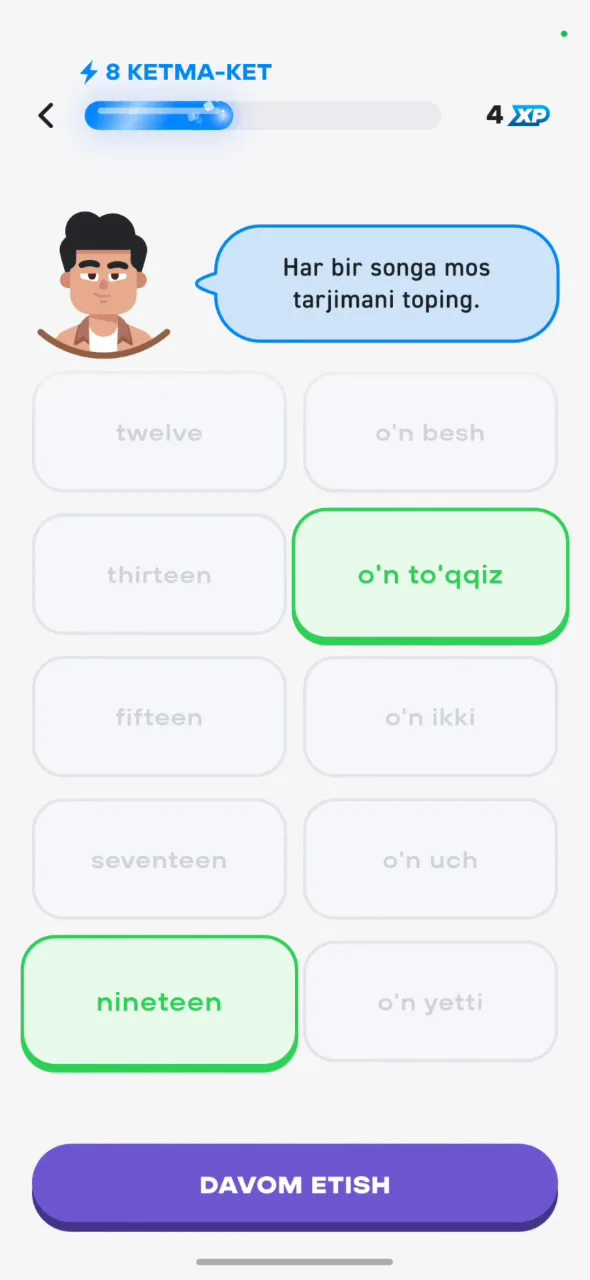 8 KETMA-KET
4 XP
Har bir songa mos
tarjimani toping.
twelve
o'n besh
thirteen
o'n to'qqiz
fifteen
o'n ikki
seventeen
o'n uch
nineteen
o'n yetti
DAVOM ETISH